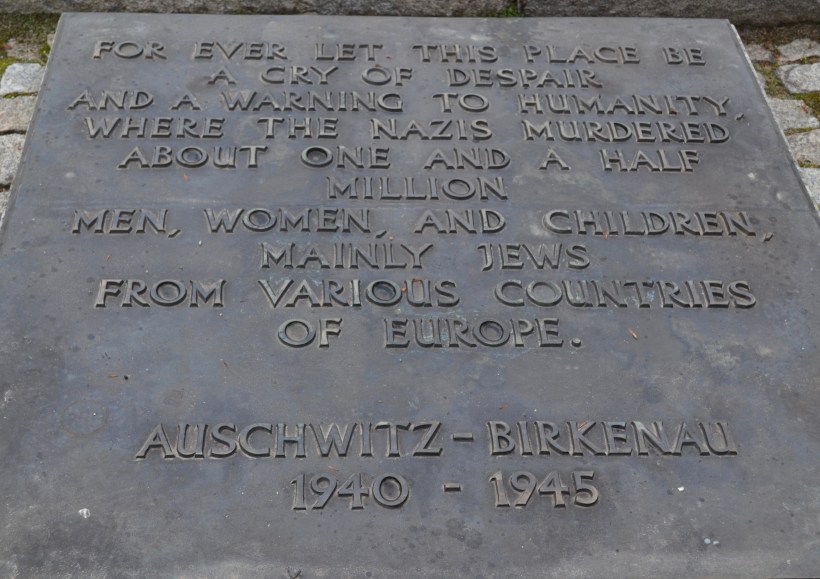 FOR EVER LET THIS PLACE BE
A CRY OF DESPAIR
AND A WARNING TO HUMANITY,
WHERE THE NAZIS MURDERED
ABOUT ONE AND A HALF
MILLION
MEN, WOMEN, AND CHILDREN,
MAINLY JEWS
FROM VARIOUS COUNTRIES
OF EUROPE.
AUSCHWITZ-BIRKENAU
1940 - 1945